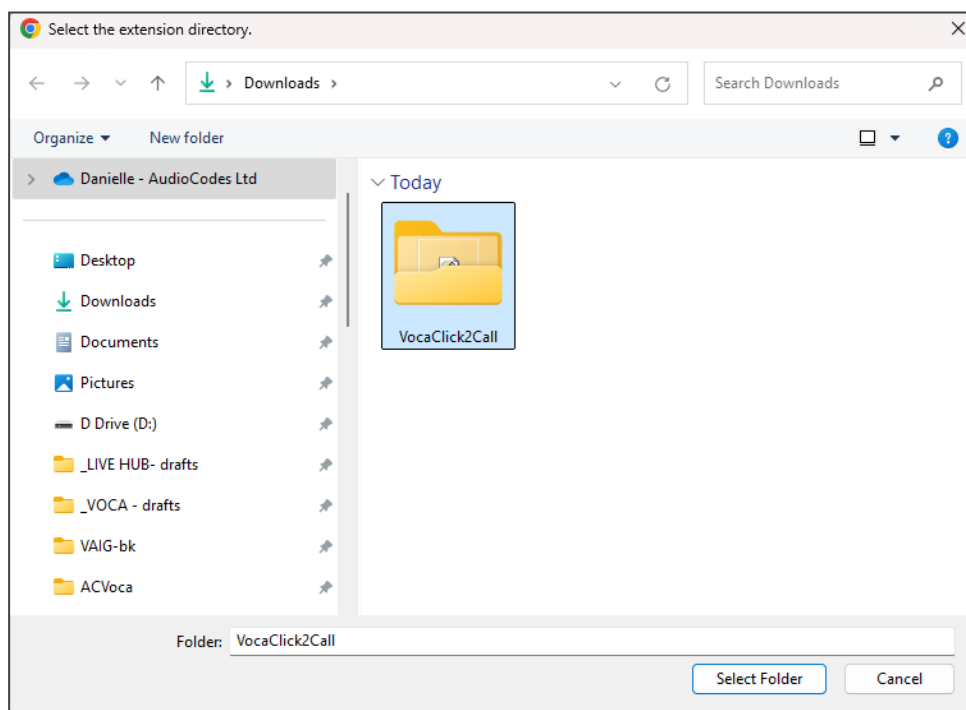 Select the extension directory.
Downloads
Search Downloads
Organize
New folder
Danielle - AudioCodes Ltd
Today
VocaClick2Call
Desktop
Downloads
Documents
Pictures
D Drive (D:)
_LIVE HUB- drafts
_VOCA - drafts
VAIG-bk
ACVoca
Folder: VocaClick2Call
Select Folder
Cancel